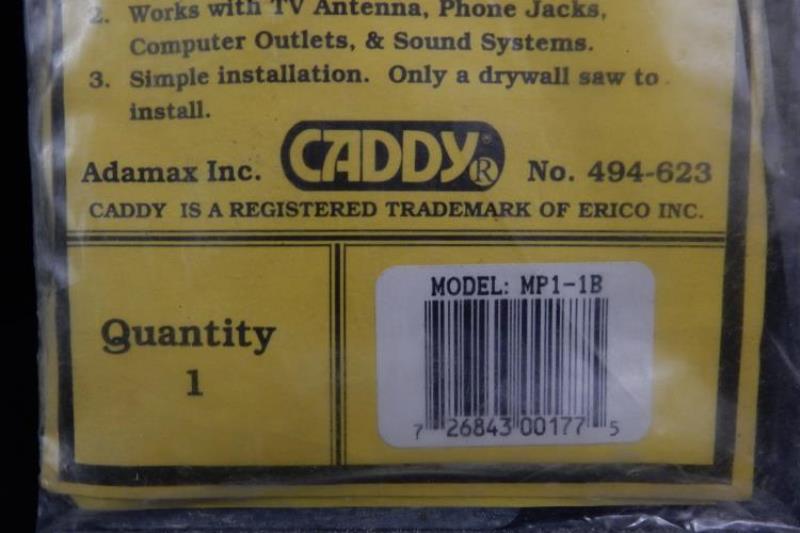 2. Works with TV Antenna, Phone Jacks,
Computer Outlets, & Sound Systems.
3. Simple installation. Only a drywall saw to
install.
Adamax Inc. CADDY® No. 494-623
CADDY IS A REGISTERED TRADEMARK OF ERICO INC.
MODEL: MP1-1B
Quantity
1
7 26843 00177 5